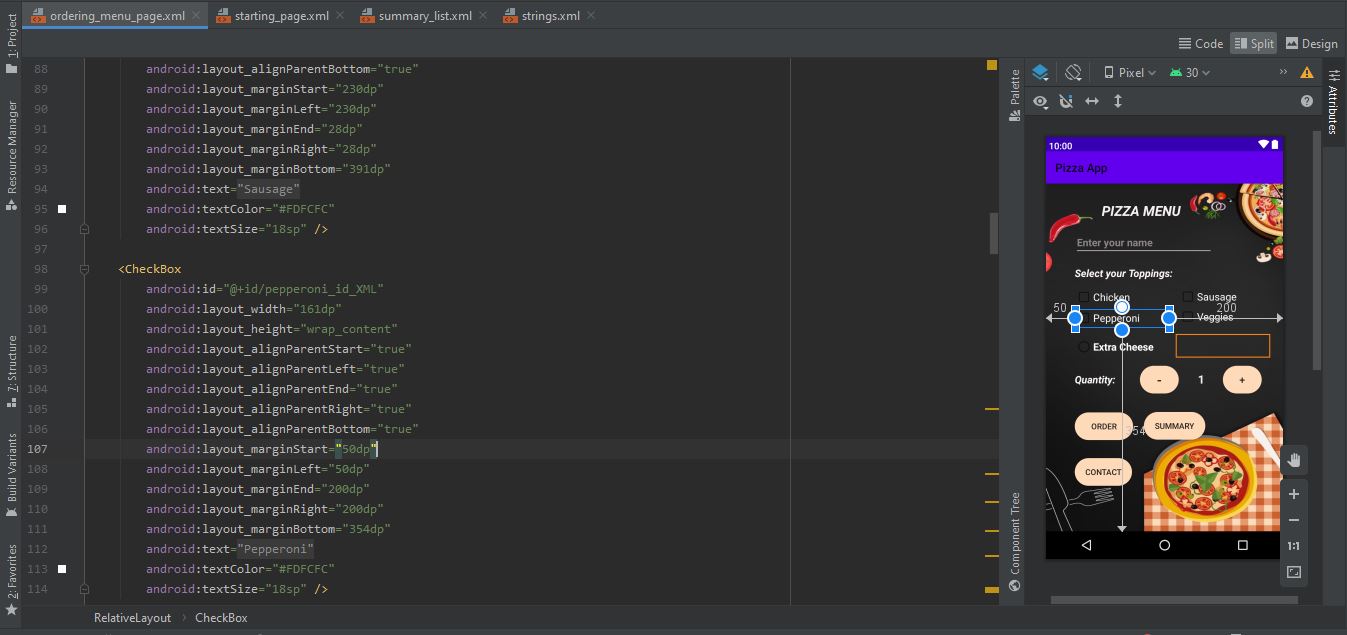 ordering_menu_page.xml
starting_page.xml
summary_list.xml
strings.xml
Code
Split
Design
1: Project
Resource Manager
7: Structure
Build Variants
2: Favorites
88 android:layout_alignParentBottom="true"
89 android:layout_marginStart="230dp"
90 android:layout_marginLeft="230dp"
91 android:layout_marginEnd="28dp"
92 android:layout_marginRight="28dp"
93 android:layout_marginBottom="391dp"
94 android:text="Sausage"
95 android:textColor="#FDFCFC"
96 android:textSize="18sp" />
97
98 <CheckBox
99 android:id="@+id/pepperoni_id_XML"
100 android:layout_width="161dp"
101 android:layout_height="wrap_content"
102 android:layout_alignParentStart="true"
103 android:layout_alignParentLeft="true"
104 android:layout_alignParentEnd="true"
105 android:layout_alignParentRight="true"
106 android:layout_alignParentBottom="true"
107 android:layout_marginStart="50dp"
108 android:layout_marginLeft="50dp"
109 android:layout_marginEnd="200dp"
110 android:layout_marginRight="200dp"
111 android:layout_marginBottom="354dp"
112 android:text="Pepperoni"
113 android:textColor="#FDFCFC"
114 android:textSize="18sp" />
RelativeLayout
CheckBox
Palette
Component Tree
Pixel
30
Attributes
10:00
Pizza App
PIZZA MENU
Enter your name
Select your Toppings:
Chicken
Sausage
50
200
Pepperoni
Veggies
Extra Cheese
Quantity:
-
1
+
ORDER
354
SUMMARY
CONTACT
+
−
1:1